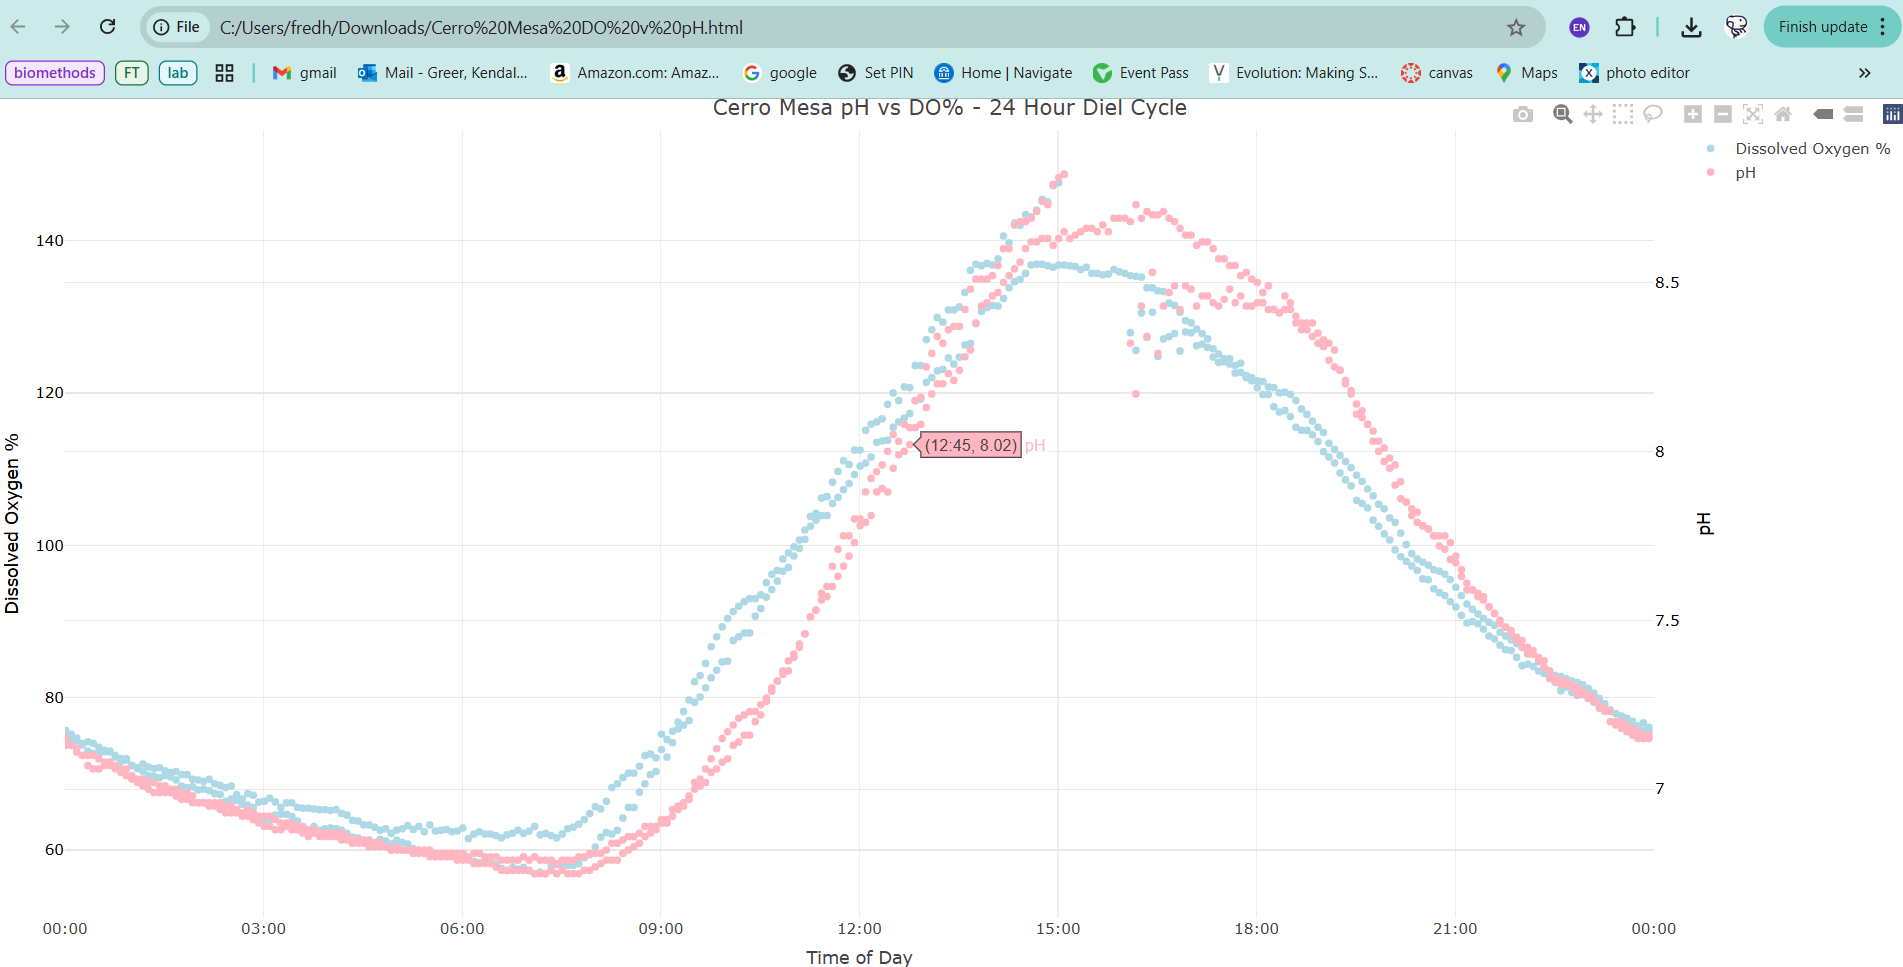 File C:/Users/fredh/Downloads/Cerro%20Mesa%20DO%20v%20pH.html EN Finish update
biomethods FT lab gmail Mail - Greer, Kendal... Amazon.com: Amaz... google Set PIN Home | Navigate Event Pass Evolution: Making S... canvas Maps photo editor »
Cerro Mesa pH vs DO% - 24 Hour Diel Cycle
Dissolved Oxygen %
pH
140
120
100
80
60
Dissolved Oxygen %
(12:45, 8.02) pH
8.5
8
7.5
7
pH
00:00 03:00 06:00 09:00 12:00 15:00 18:00 21:00 00:00
Time of Day